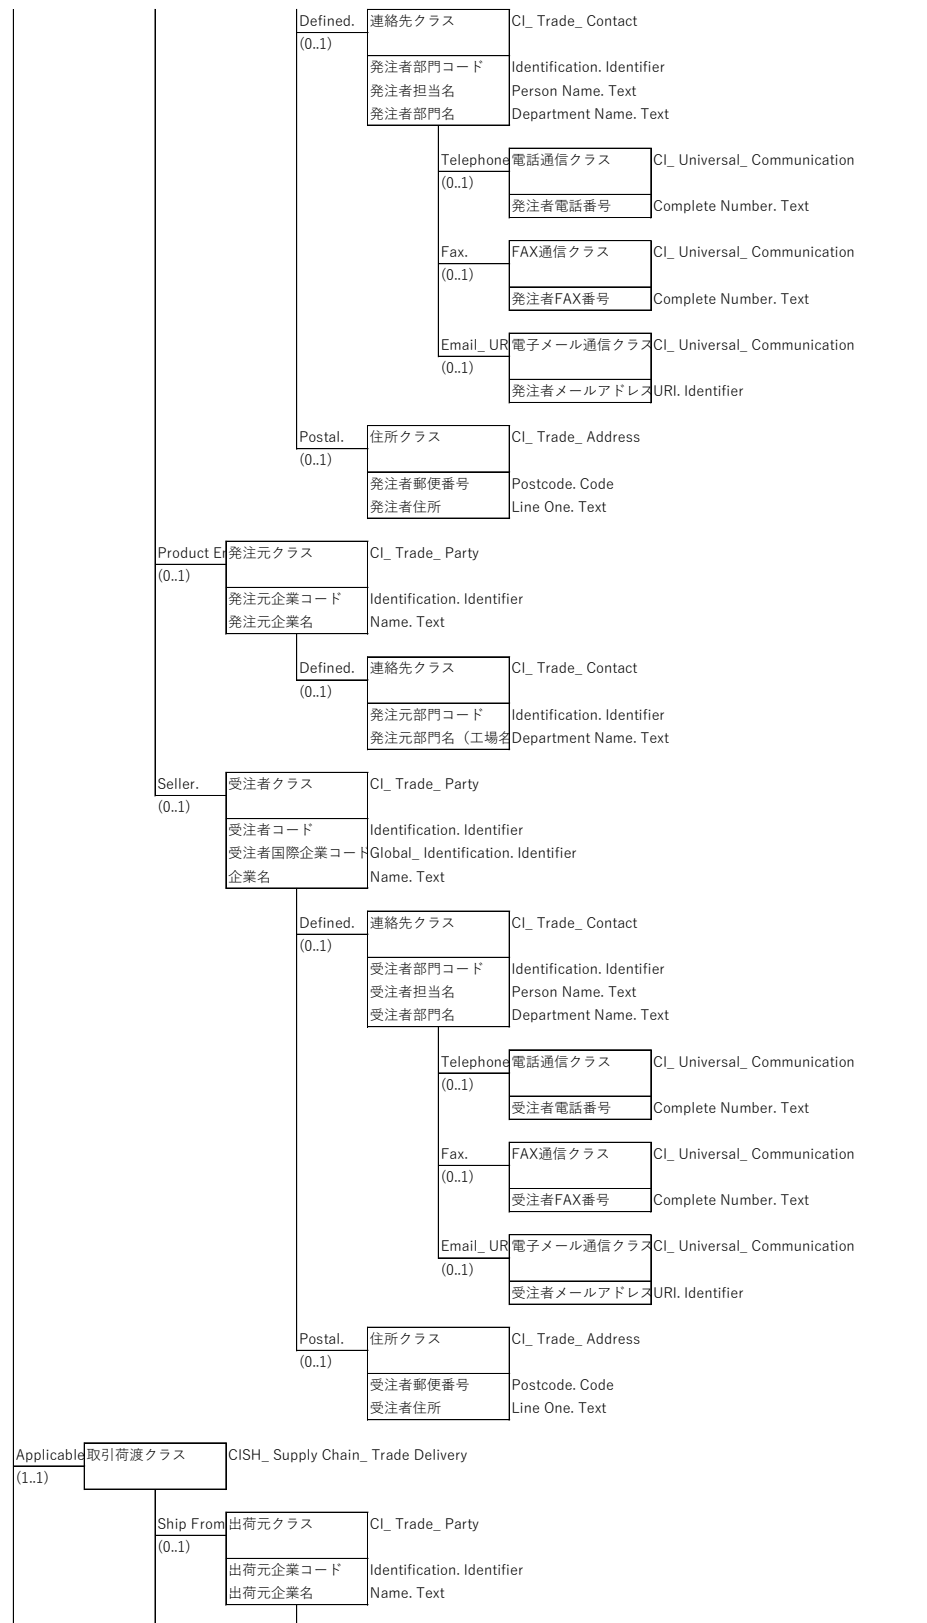 Defined. 連絡先クラス CI_ Trade_ Contact
(0..1)
発注者部門コード Identification. Identifier
発注者担当名 Person Name. Text
発注者部門名 Department Name. Text
Telephone 電話通信クラス CI_ Universal_ Communication
(0..1)
発注者電話番号 Complete Number. Text
Fax. FAX通信クラス CI_ Universal_ Communication
(0..1)
発注者FAX番号 Complete Number. Text
Email_ UR 電子メール通信クラス CI_ Universal_ Communication
(0..1)
発注者メールアドレス URI. Identifier
Postal. 住所クラス CI_ Trade_ Address
(0..1)
発注者郵便番号 Postcode. Code
発注者住所 Line One. Text
Product Er 発注元クラス CI_ Trade_ Party
(0..1)
発注元企業コード Identification. Identifier
発注元企業名 Name. Text
Defined. 連絡先クラス CI_ Trade_ Contact
(0..1)
発注元部門コード Identification. Identifier
発注元部門名（工場名 Department Name. Text
Seller. 受注者クラス CI_ Trade_ Party
(0..1)
受注者コード Identification. Identifier
受注者国際企業コード Global_ Identification. Identifier
企業名 Name. Text
Defined. 連絡先クラス CI_ Trade_ Contact
(0..1)
受注者部門コード Identification. Identifier
受注者担当名 Person Name. Text
受注者部門名 Department Name. Text
Telephone 電話通信クラス CI_ Universal_ Communication
(0..1)
受注者電話番号 Complete Number. Text
Fax. FAX通信クラス CI_ Universal_ Communication
(0..1)
受注者FAX番号 Complete Number. Text
Email_ UR 電子メール通信クラス CI_ Universal_ Communication
(0..1)
受注者メールアドレス URI. Identifier
Postal. 住所クラス CI_ Trade_ Address
(0..1)
受注者郵便番号 Postcode. Code
受注者住所 Line One. Text
Applicable 取引荷渡クラス CISH_ Supply Chain_ Trade Delivery
(1..1)
Ship From 出荷元クラス CI_ Trade_ Party
(0..1)
出荷元企業コード Identification. Identifier
出荷元企業名 Name. Text